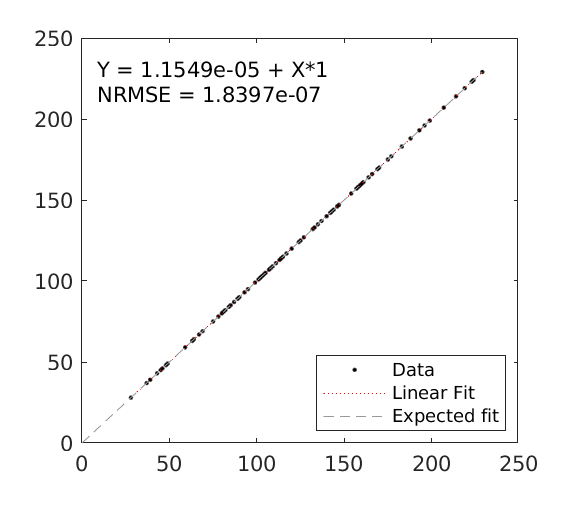 Y = 1.1549e-05 + X*1
NRMSE = 1.8397e-07
250
200
150
100
50
0
Data
Linear Fit
Expected fit
0 50 100 150 200 250